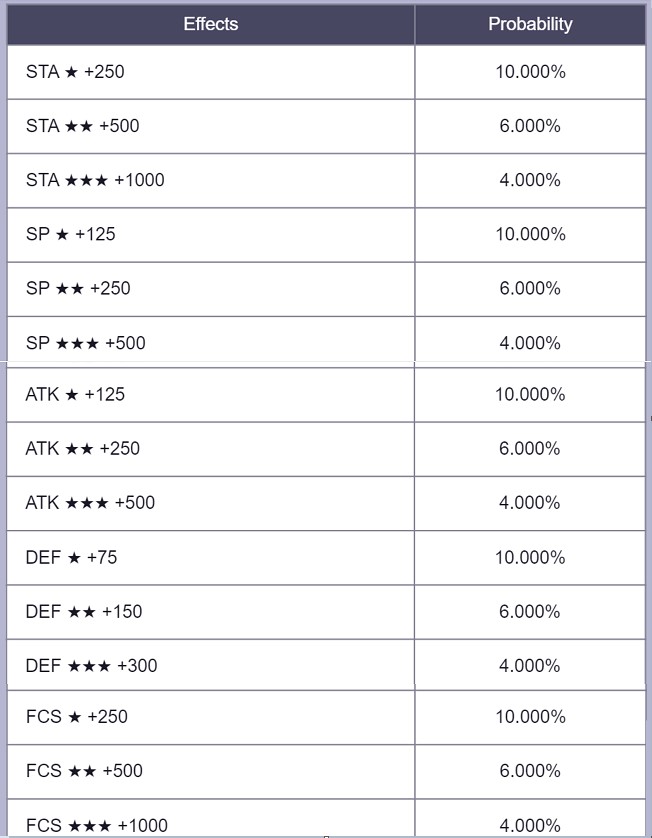 Effects Probability
STA ★ +250 10.000%
STA ★★ +500 6.000%
STA ★★★ +1000 4.000%
SP ★ +125 10.000%
SP ★★ +250 6.000%
SP ★★★ +500 4.000%
ATK ★ +125 10.000%
ATK ★★ +250 6.000%
ATK ★★★ +500 4.000%
DEF ★ +75 10.000%
DEF ★★ +150 6.000%
DEF ★★★ +300 4.000%
FCS ★ +250 10.000%
FCS ★★ +500 6.000%
FCS ★★★ +1000 4.000%